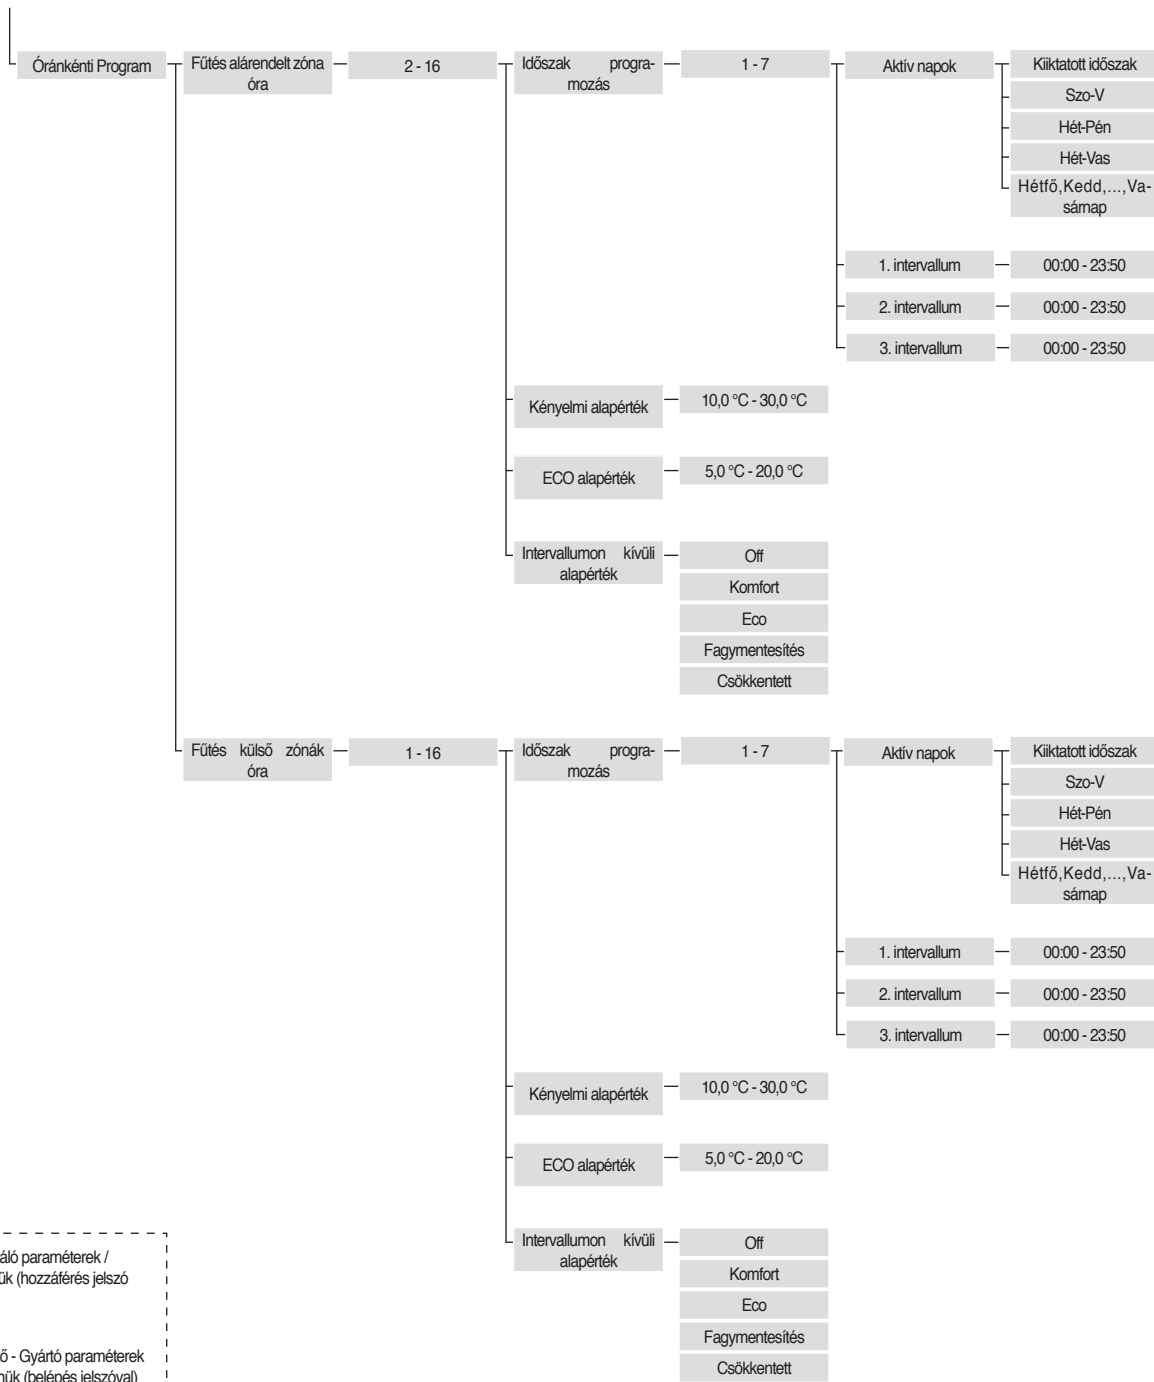 Óránkénti Program
Fűtés alárendelt zóna
óra
2 - 16
Időszak progra-
mozás
1 - 7
Aktív napok
Kiiktatott időszak
Szo-V
Hét-Pén
Hét-Vas
Hétfő,Kedd,...,Va-
sárnap
1. intervallum
00:00 - 23:50
2. intervallum
00:00 - 23:50
3. intervallum
00:00 - 23:50
Kényelmi alapérték
10,0 °C - 30,0 °C
ECO alapérték
5,0 °C - 20,0 °C
Intervallumon kívüli
alapérték
Off
Komfort
Eco
Fagymentesítés
Csökkentett
Fűtés külső zónák
óra
1 - 16
Időszak progra-
mozás
1 - 7
Aktív napok
Kiiktatott időszak
Szo-V
Hét-Pén
Hét-Vas
Hétfő,Kedd,...,Va-
sárnap
1. intervallum
00:00 - 23:50
2. intervallum
00:00 - 23:50
3. intervallum
00:00 - 23:50
Kényelmi alapérték
10,0 °C - 30,0 °C
ECO alapérték
5,0 °C - 20,0 °C
Intervallumon kívüli
alapérték
Off
Komfort
Eco
Fagymentesítés
Csökkentett
paraméterek /
(hozzáférés jelszó
- Gyártó paraméterek
(belépés jelszóval)